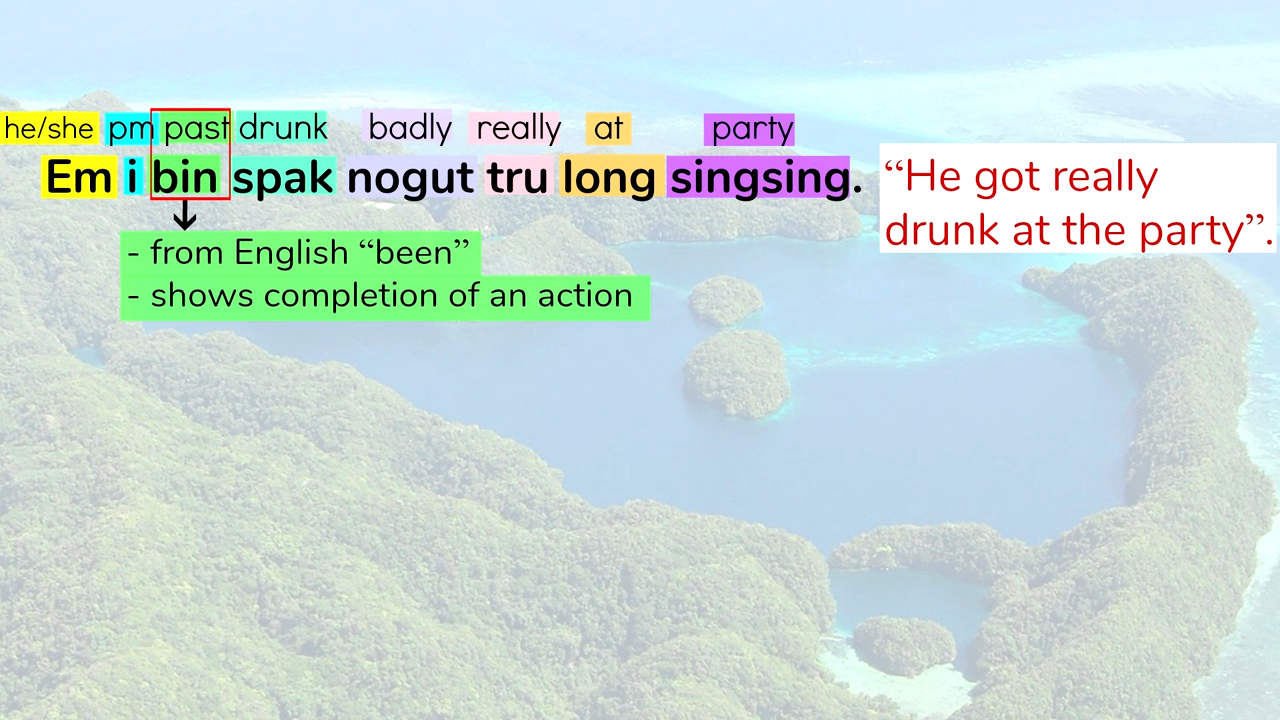 he/she pm past drunk badly really at party
Em i bin spak nogut tru long singsing.
“He got really
drunk at the party”.
- from English “been”
- shows completion of an action